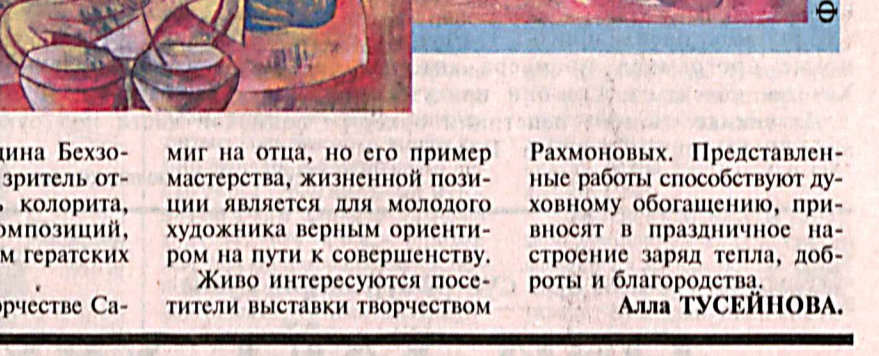 Ф
дина Бехзо-
зритель от-
колорита,
омпозиций,
м гератских
орчестве Са-
миг на отца, но его пример
мастерства, жизненной пози-
ции является для молодого
художника верным ориенти-
ром на пути к совершенству.
Живо интересуются посе-
тители выставки творчеством
Рахмоновых. Представлен-
ные работы способствуют ду-
ховному обогащению, при-
вносят в праздничное на-
строение заряд тепла, доб-
роты и благородства.
Алла ТУСЕЙНОВА.